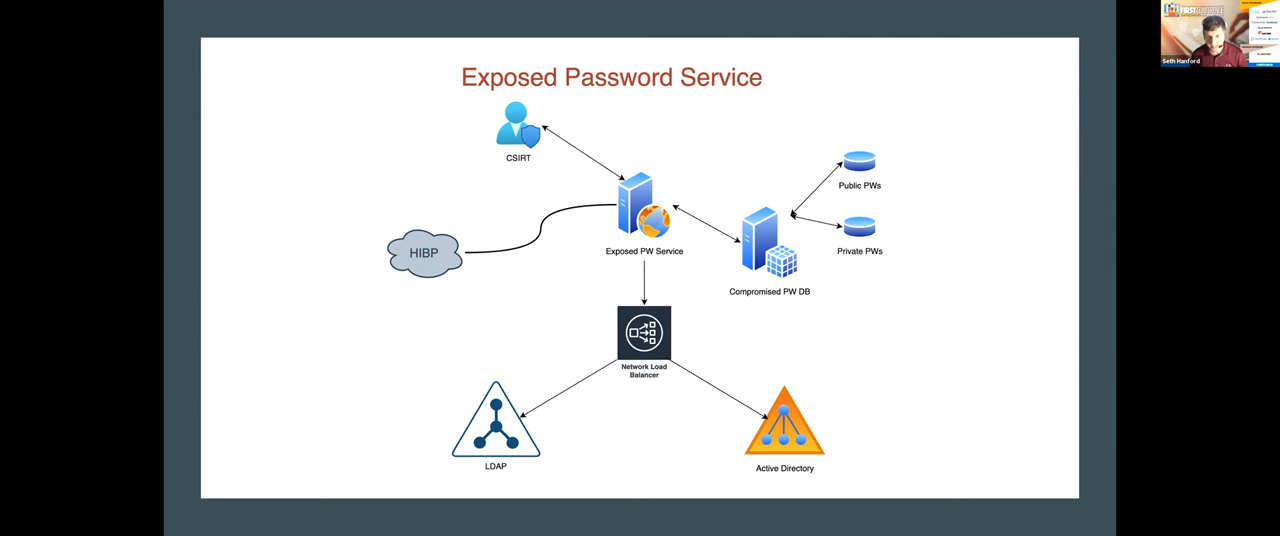 Exposed Password Service
CSIRT
Public PWs
HIBP
Exposed PW Service
Private PWs
Compromised PW DB
Network Load
Balancer
LDAP
Active Directory
FIRST
Seth Hanford